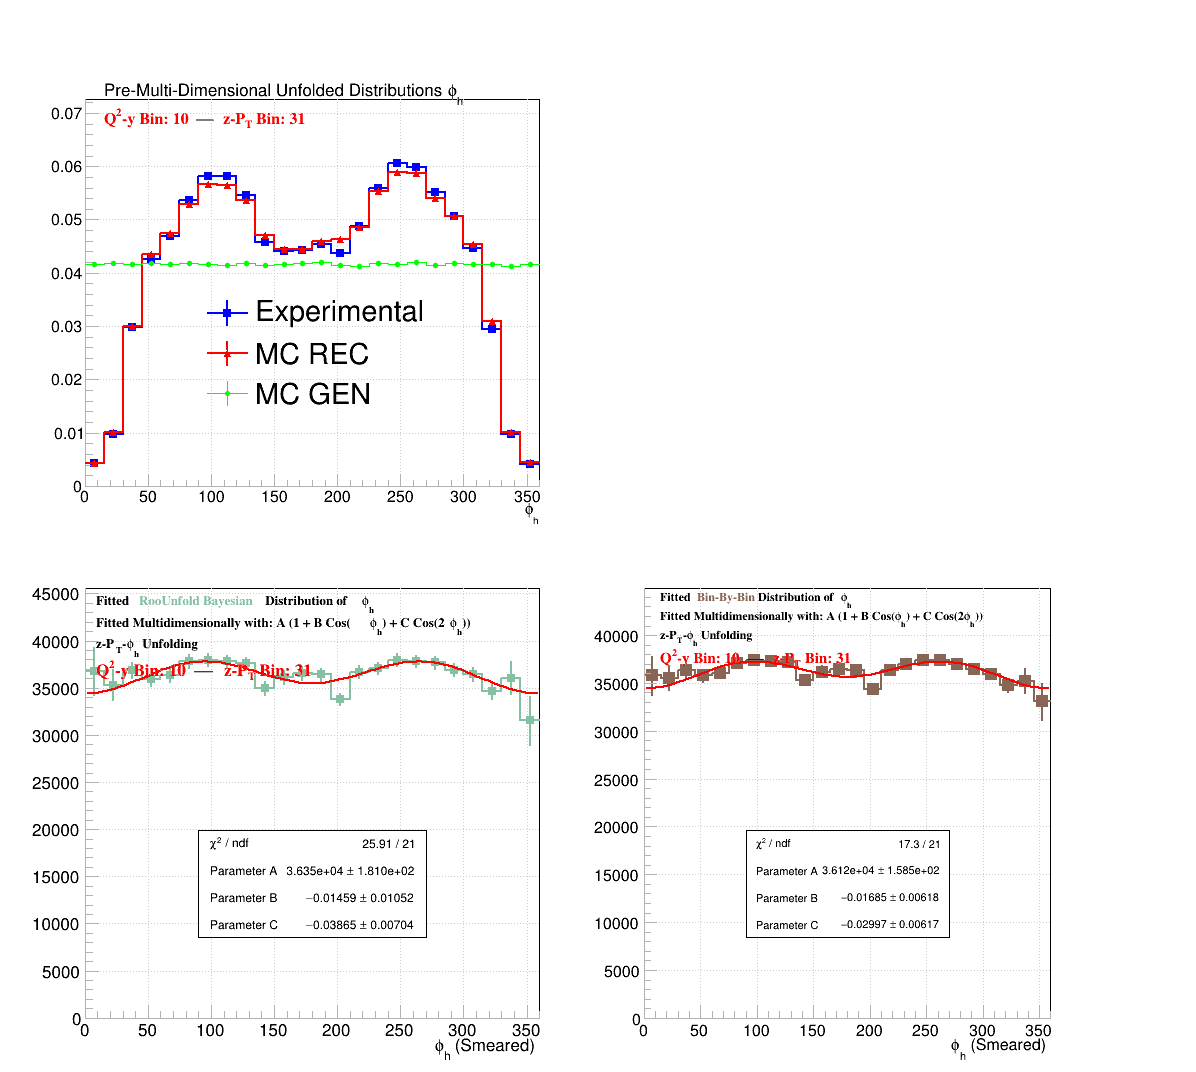 Pre-Multi-Dimensional Unfolded Distributions ϕh
Q²-y Bin: 10 — z-PT Bin: 31
0.07
0.06
0.05
0.04
0.03
0.02
0.01
0
Experimental
MC REC
MC GEN
0 50 100 150 200 250 300 350
ϕh
Fitted RooUnfold Bayesian Distribution of ϕh
Fitted Multidimensionally with: A (1 + B Cos( ϕh) + C Cos(2 ϕh))
z-PT-ϕh Unfolding
Q²-y Bin: 10 — z-PT Bin: 31
45000
40000
35000
30000
25000
20000
15000
10000
5000
0
χ² / ndf 25.91 / 21
Parameter A 3.635e+04 ± 1.810e+02
Parameter B −0.01459 ± 0.01052
Parameter C −0.03865 ± 0.00704
0 50 100 150 200 250 300 350
ϕh (Smeared)
Fitted Bin-By-Bin Distribution of ϕh
Fitted Multidimensionally with: A (1 + B Cos(ϕh) + C Cos(2ϕh))
z-PT-ϕh Unfolding
Q²-y Bin: 10 — z-PT Bin: 31
40000
35000
30000
25000
20000
15000
10000
5000
0
χ² / ndf 17.3 / 21
Parameter A 3.612e+04 ± 1.585e+02
Parameter B −0.01685 ± 0.00618
Parameter C −0.02997 ± 0.00617
0 50 100 150 200 250 300 350
ϕh (Smeared)